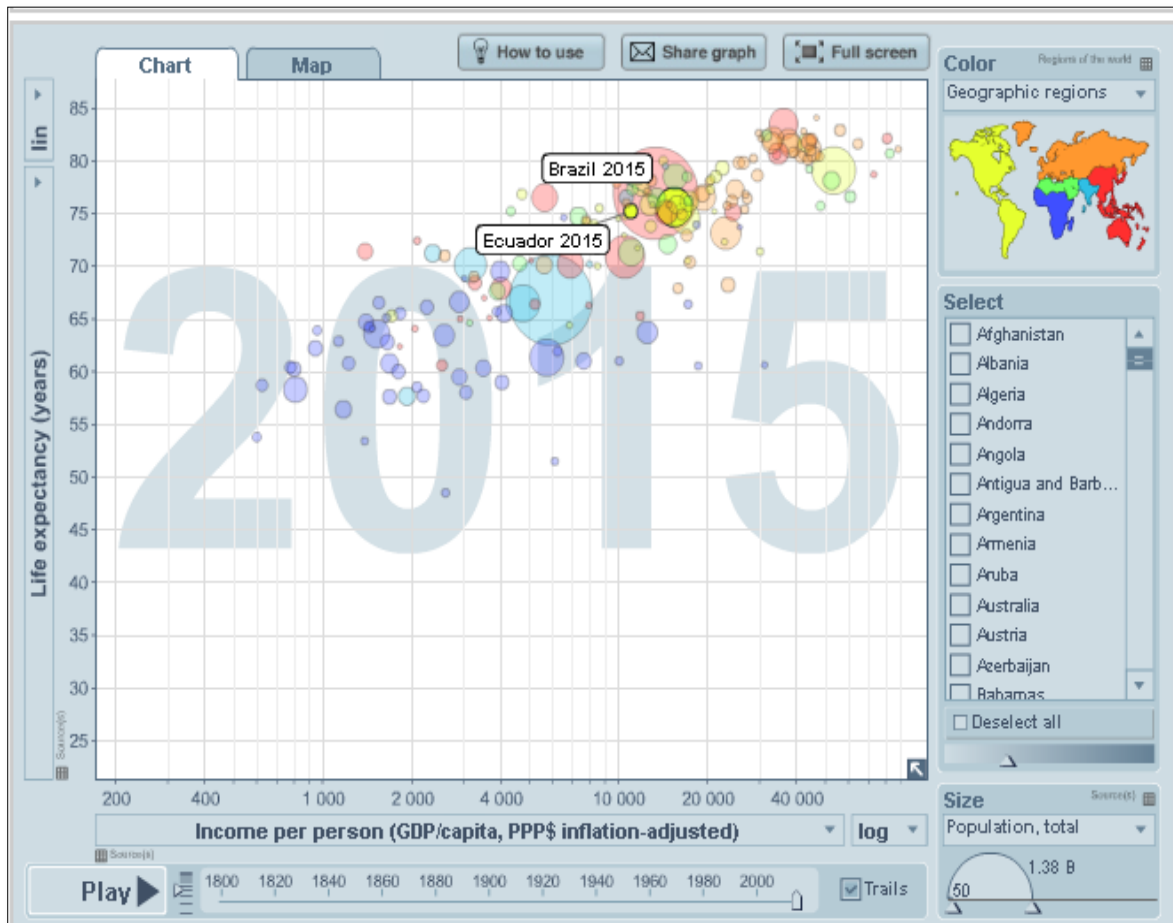 How to use
Share graph
Full screen
Chart
Map
lin
Life expectancy (years)
Source(s)
85
80
75
70
65
60
55
50
45
40
35
30
25
2015
Brazil 2015
Ecuador 2015
200
400
1 000
2 000
4 000
10 000
20 000
40 000
Income per person (GDP/capita, PPP$ inflation-adjusted)
log
Source(s)
Play
1800 1820 1840 1860 1880 1900 1920 1940 1960 1980 2000
Trails
Color
Regions of the world
Geographic regions
Select
Afghanistan
Albania
Algeria
Andorra
Angola
Antigua and Barb...
Argentina
Armenia
Aruba
Australia
Austria
Azerbaijan
Bahamas
Deselect all
Size
Source(s)
Population, total
1.38 B
50